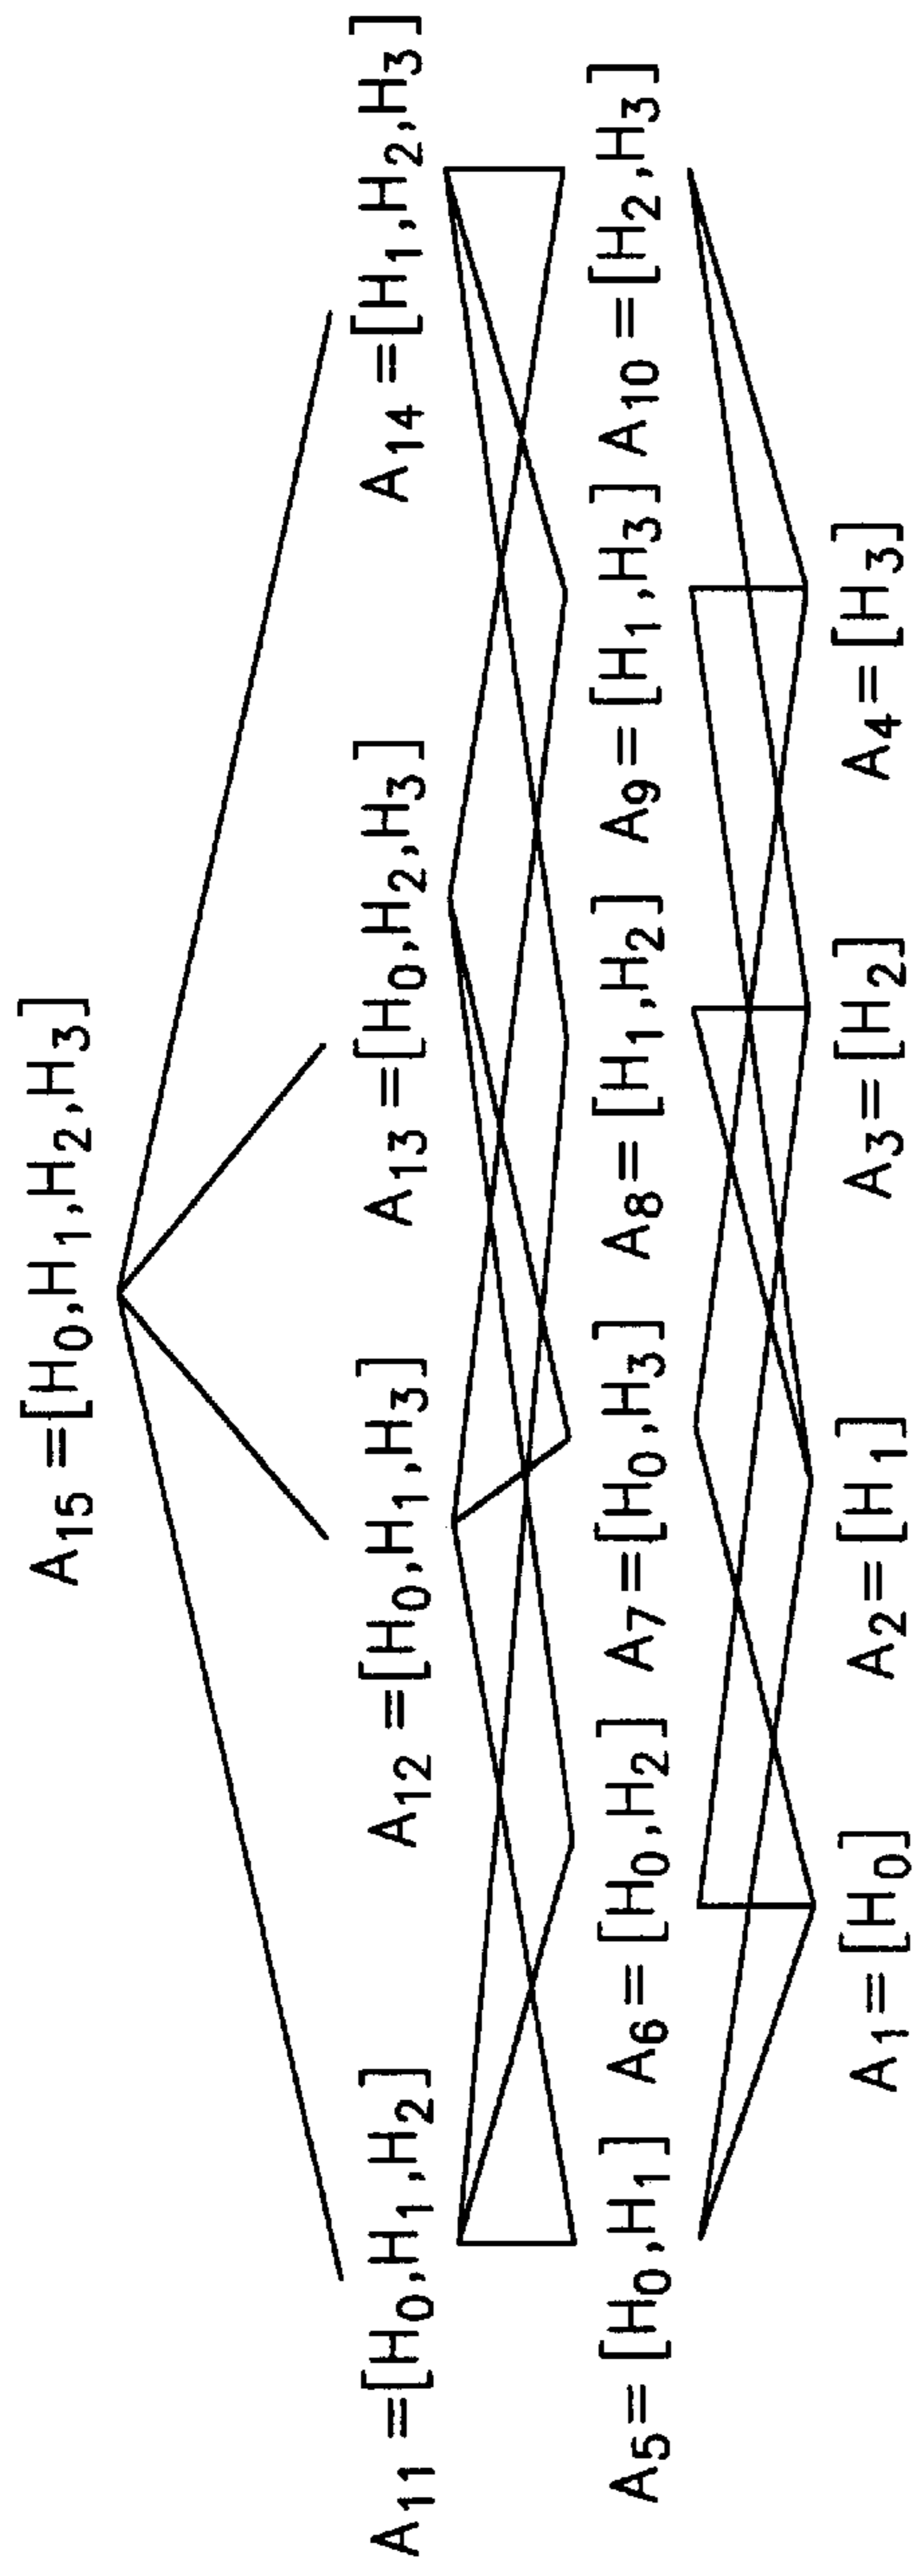 A15 =[H0,H1,H2,H3]
A11 =[H0,H1,H2] A12 =[H0,H1,H3] A13 =[H0,H2,H3] A14 =[H1,H2,H3]
A5=[H0,H1] A6=[H0,H2] A7=[H0,H3] A8=[H1,H2] A9=[H1,H3] A10 =[H2,H3]
A1=[H0] A2=[H1] A3=[H2] A4=[H3]